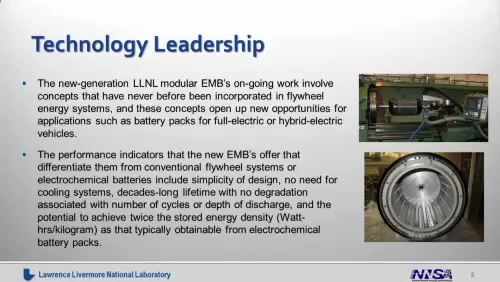 Technology Leadership
The new-generation LLNL modular EMB's on-going work involve
concepts that have never before been incorporated in flywheel
energy systems, and these concepts open up new opportunities for
applications such as battery packs for full-electric or hybrid-electric
vehicles.
The performance indicators that the new EMB's offer that
differentiate them from conventional flywheel systems or
electrochemical batteries include simplicity of design, no need for
cooling systems, decades-long lifetime with no degradation
associated with number of cycles or depth of discharge, and the
potential to achieve twice the stored energy density (Watt-
hrs/kilogram) as that typically obtainable from electrochemical
battery packs.
Lawrence Livermore National Laboratory
NNSA